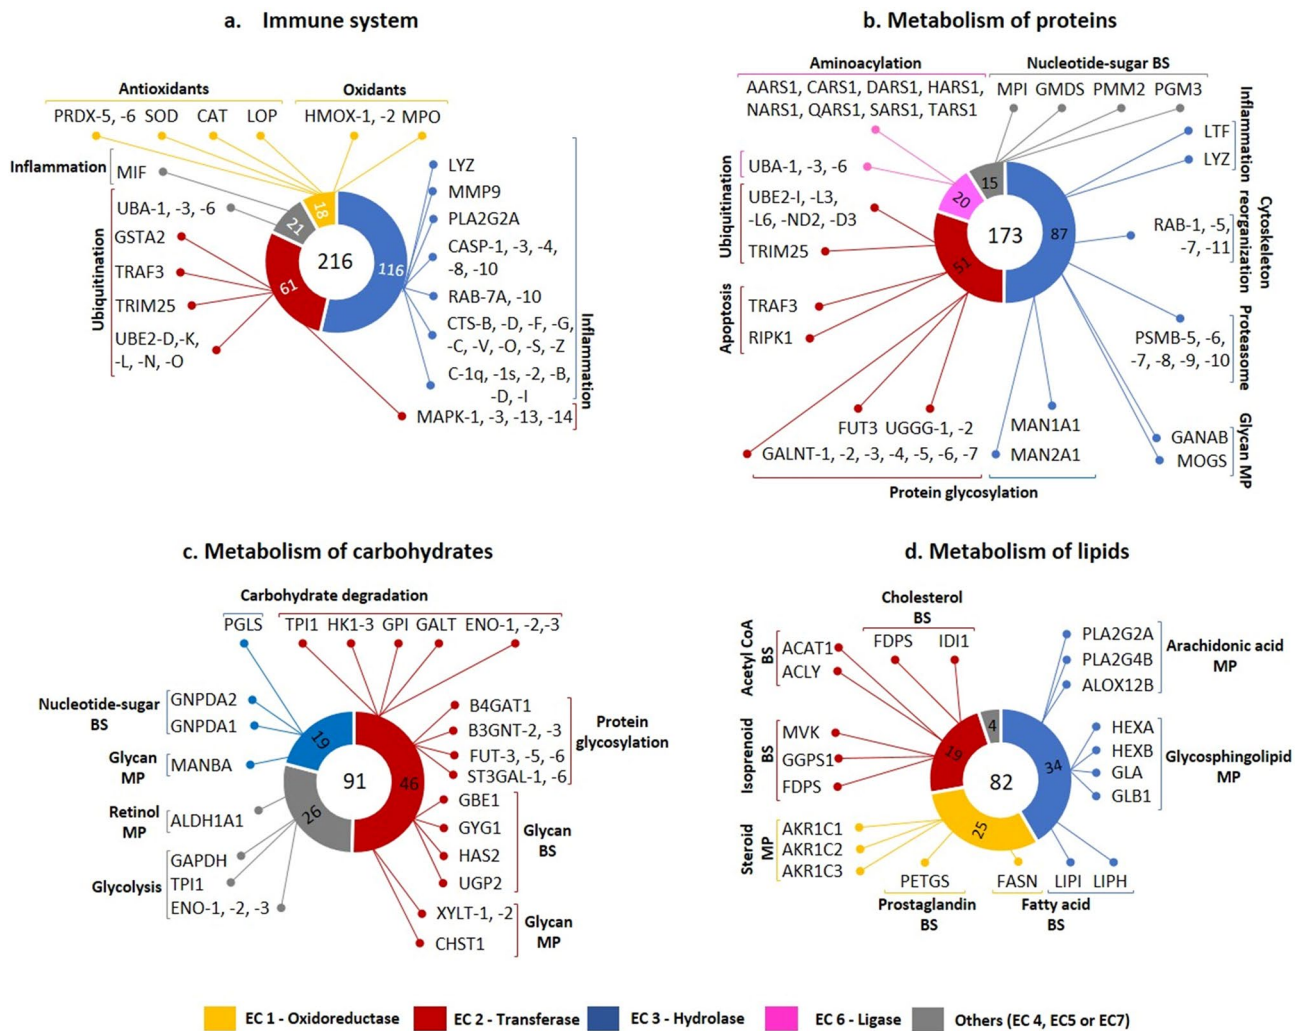 a. Immune system
Antioxidants
Oxidants
PRDX-5, -6 SOD CAT LOP
HMOX-1, -2 MPO
Inflammation
MIF
UBA-1, -3, -6
GSTA2
TRAF3
TRIM25
UBE2-D,-K,
-L, -N, -O
Ubiquitination
18
21
61
116
216
LYZ
MMP9
PLA2G2A
CASP-1, -3, -4,
-8, -10
RAB-7A, -10
CTS-B, -D, -F, -G,
-C, -V, -O, -S, -Z
C-1q, -1s, -2, -B,
-D, -I
Inflammation
MAPK-1, -3, -13, -14
b. Metabolism of proteins
Aminoacylation
Nucleotide-sugar BS
AARS1, CARS1, DARS1, HARS1,
NARS1, QARS1, SARS1, TARS1
MPI GMDS PMM2 PGM3
LTF
LYZ
Inflammation
UBA-1, -3, -6
UBE2-I, -L3,
-L6, -ND2, -D3
TRIM25
Ubiquitination
15
20
51
87
173
RAB-1, -5,
-7, -11
Cytoskeleton
reorganization
TRAF3
RIPK1
Apoptosis
PSMB-5, -6,
-7, -8, -9, -10
Proteasome
FUT3 UGGG-1, -2
GALNT-1, -2, -3, -4, -5, -6, -7
MAN1A1
MAN2A1
Protein glycosylation
GANAB
MOGS
Glycan MP
c. Metabolism of carbohydrates
Carbohydrate degradation
PGLS
TPI1 HK1-3 GPI GALT ENO-1, -2,-3
Nucleotide-sugar
BS
GNPDA2
GNPDA1
Glycan
MP
MANBA
Retinol
MP
ALDH1A1
Glycolysis
GAPDH
TPI1
ENO-1, -2, -3
19
26
46
91
B4GAT1
B3GNT-2, -3
FUT-3, -5, -6
ST3GAL-1, -6
Protein
glycosylation
GBE1
GYG1
HAS2
UGP2
Glycan
BS
XYLT-1, -2
CHST1
Glycan
MP
d. Metabolism of lipids
Cholesterol
BS
FDPS IDI1
Acetyl CoA
BS
ACAT1
ACLY
Isoprenoid
BS
MVK
GGPS1
FDPS
Steroid
MP
AKR1C1
AKR1C2
AKR1C3
4
19
25
34
82
PLA2G2A
PLA2G4B
ALOX12B
Arachidonic acid
MP
HEXA
HEXB
GLA
GLB1
Glycosphingolipid
MP
PETGS
FASN
LIPI LIPH
Prostaglandin
BS
Fatty acid
BS
EC 1 - Oxidoreductase
EC 2 - Transferase
EC 3 - Hydrolase
EC 6 - Ligase
Others (EC 4, EC5 or EC7)